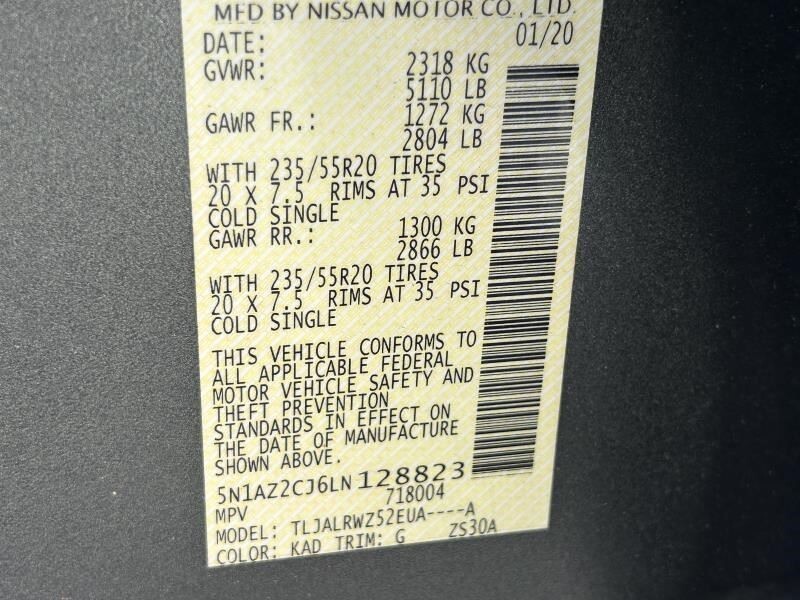 MFD BY NISSAN MOTOR CO., LTD.
DATE: 01/20
GVWR: 2318 KG
5110 LB
GAWR FR.: 1272 KG
2804 LB
WITH 235/55R20 TIRES
20 X 7.5 RIMS AT 35 PSI
COLD SINGLE
GAWR RR.: 1300 KG
2866 LB
WITH 235/55R20 TIRES
20 X 7.5 RIMS AT 35 PSI
COLD SINGLE
THIS VEHICLE CONFORMS TO
ALL APPLICABLE FEDERAL
MOTOR VEHICLE SAFETY AND
THEFT PREVENTION
STANDARDS IN EFFECT ON
THE DATE OF MANUFACTURE
SHOWN ABOVE.
5N1AZ2CJ6LN128823
MPV 718004
MODEL: TLJALRWZ52EUA----A
COLOR: KAD TRIM: G ZS30A